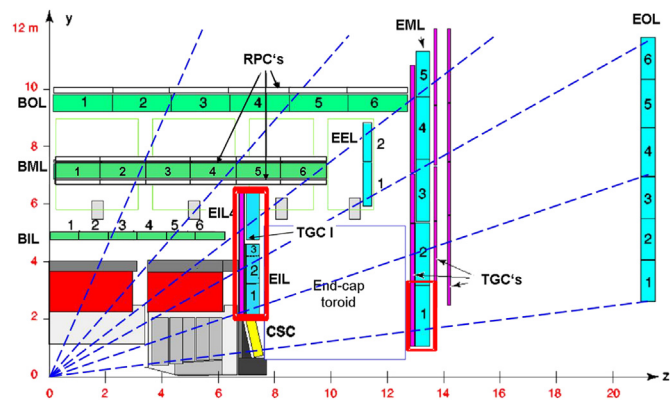 y
12 m
EML
EOL
RPC's
10
BOL
1 2 3 4 5 6
5
6
5
EEL
2
4
4
8
BML
1 2 3 4 5 6
1
3
3
6
EIL4
TGC I
BIL
1 2 3 4 5 6
3
2
2
4
2
EIL
End-cap
toroid
TGC's
1
1
1
2
CSC
0
0
2 4 6 8 10 12 14 16 18 20
z